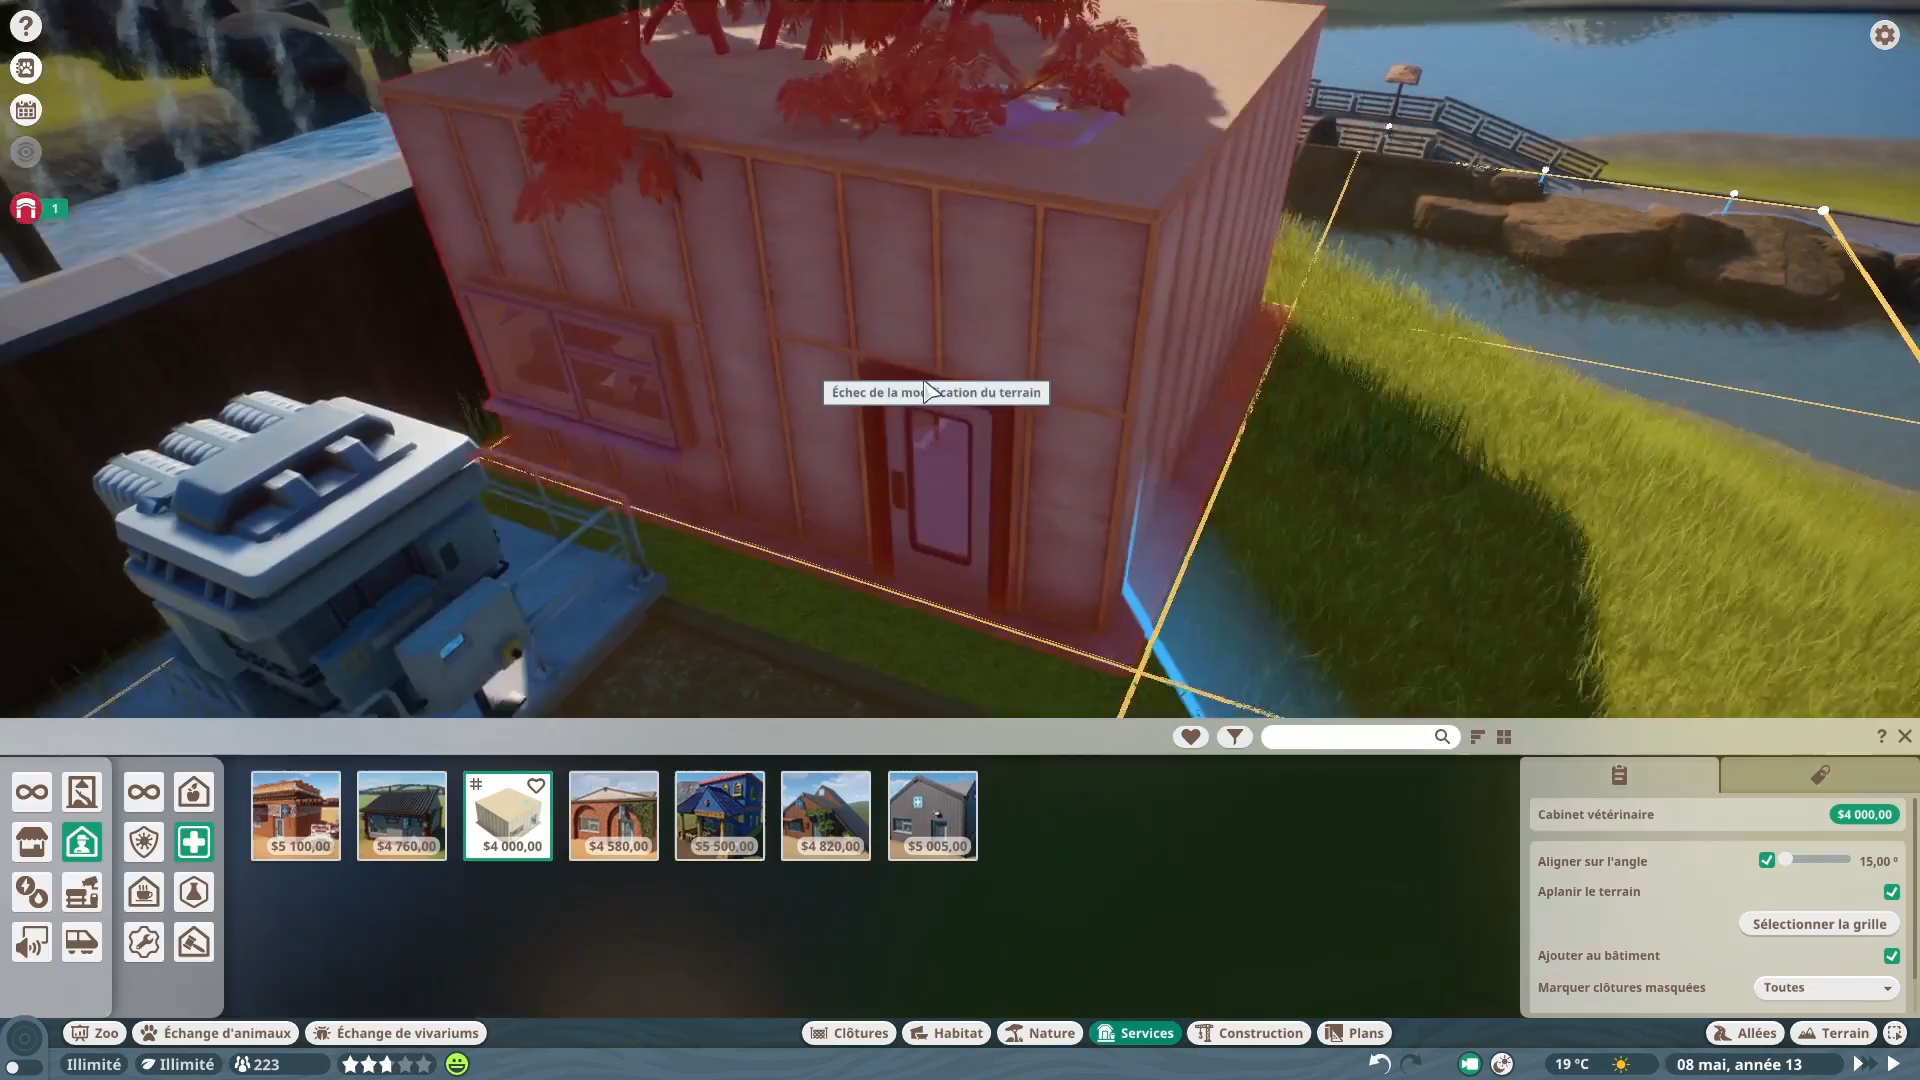 1
Échec de la modification du terrain
$5 100,00
$4 760,00
$4 000,00
$4 580,00
$5 500,00
$4 820,00
$5 005,00
?
Cabinet vétérinaire
$4 000,00
Aligner sur l'angle
15,00 °
Aplanir le terrain
Sélectionner la grille
Ajouter au bâtiment
Marquer clôtures masquées
Toutes
Zoo
Échange d'animaux
Échange de vivariums
Clôtures
Habitat
Nature
Services
Construction
Plans
Allées
Terrain
Illimité
Illimité
223
19 °C
08 mai, année 13